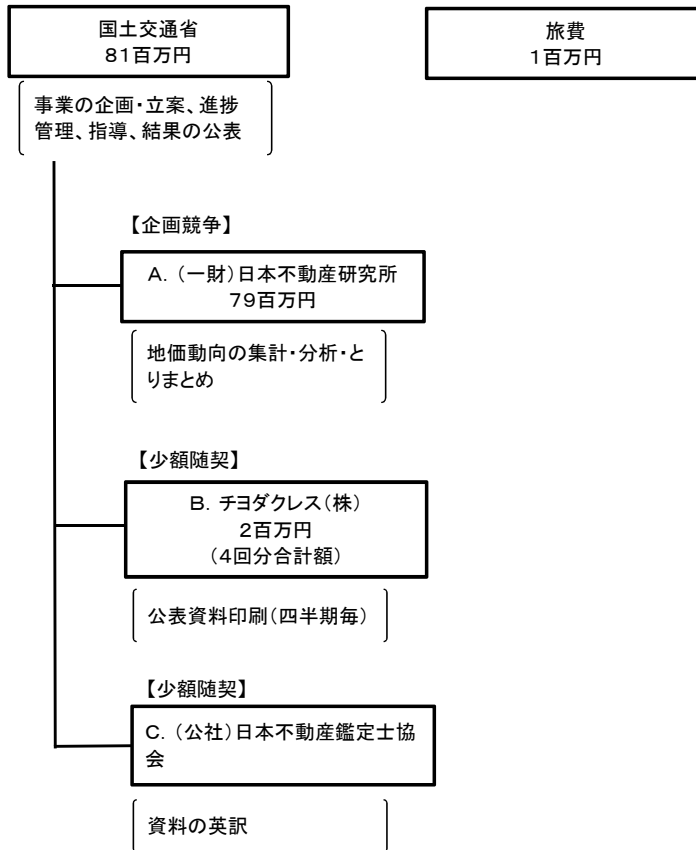 国土交通省
81百万円
旅費
1百万円
事業の企画・立案、進捗
管理、指導、結果の公表
【企画競争】
A．（一財）日本不動産研究所
79百万円
地価動向の集計・分析・と
りまとめ
【少額随契】
B．チヨダクレス（株）
2百万円
（4回分合計額）
公表資料印刷（四半期毎）
【少額随契】
C．（公社）日本不動産鑑定士協
会
資料の英訳